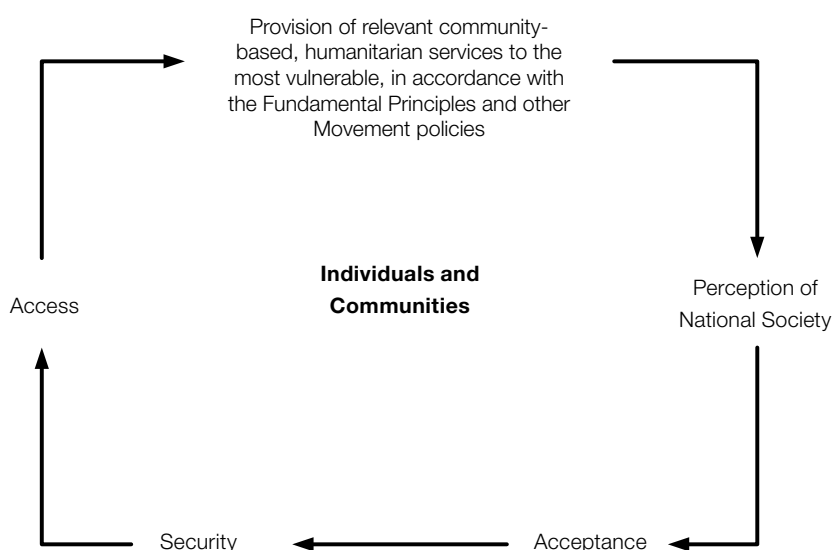 Provision of relevant community-
based, humanitarian services to the
most vulnerable, in accordance with
the Fundamental Principles and other
Movement policies
Individuals and
Communities
Access
Perception of
National Society
Security
Acceptance